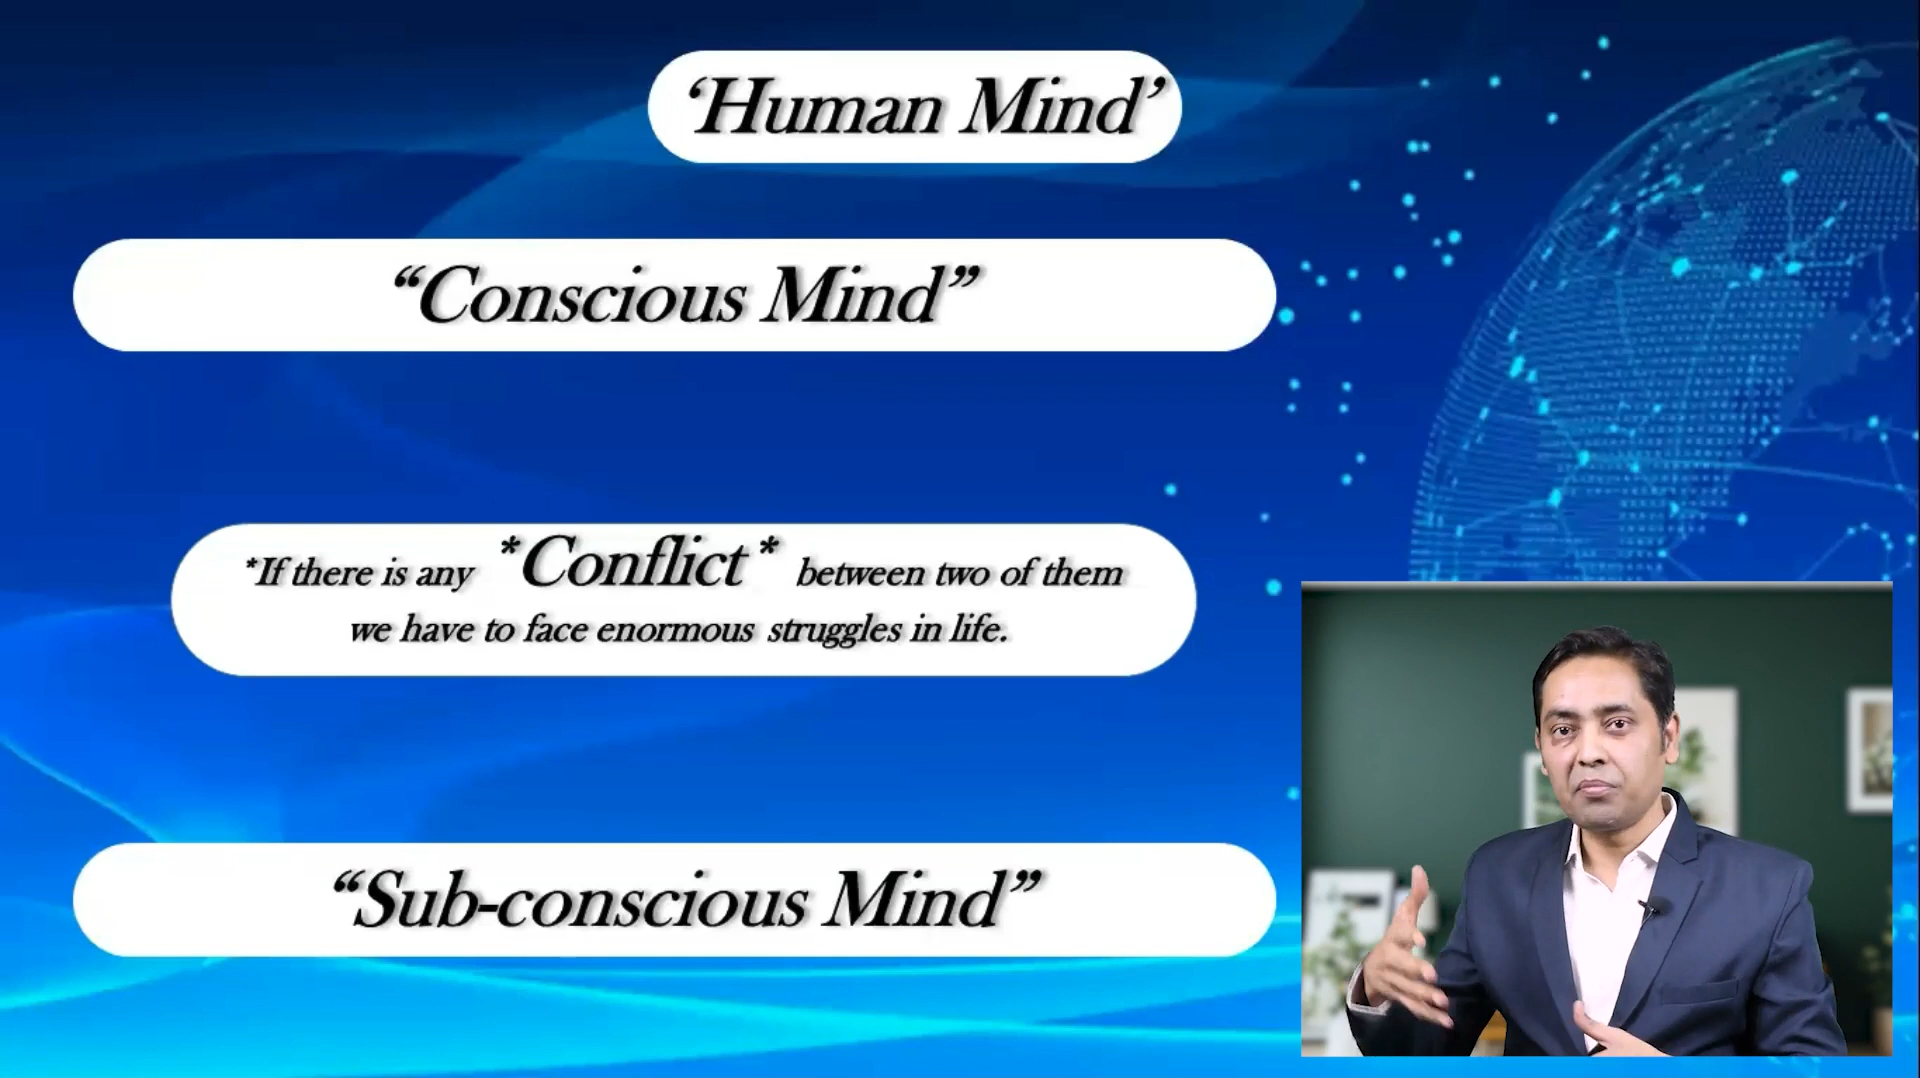 ‘Human Mind’
“Conscious Mind”
*If there is any *Conflict* between two of them
we have to face enormous struggles in life.
“Sub-conscious Mind”